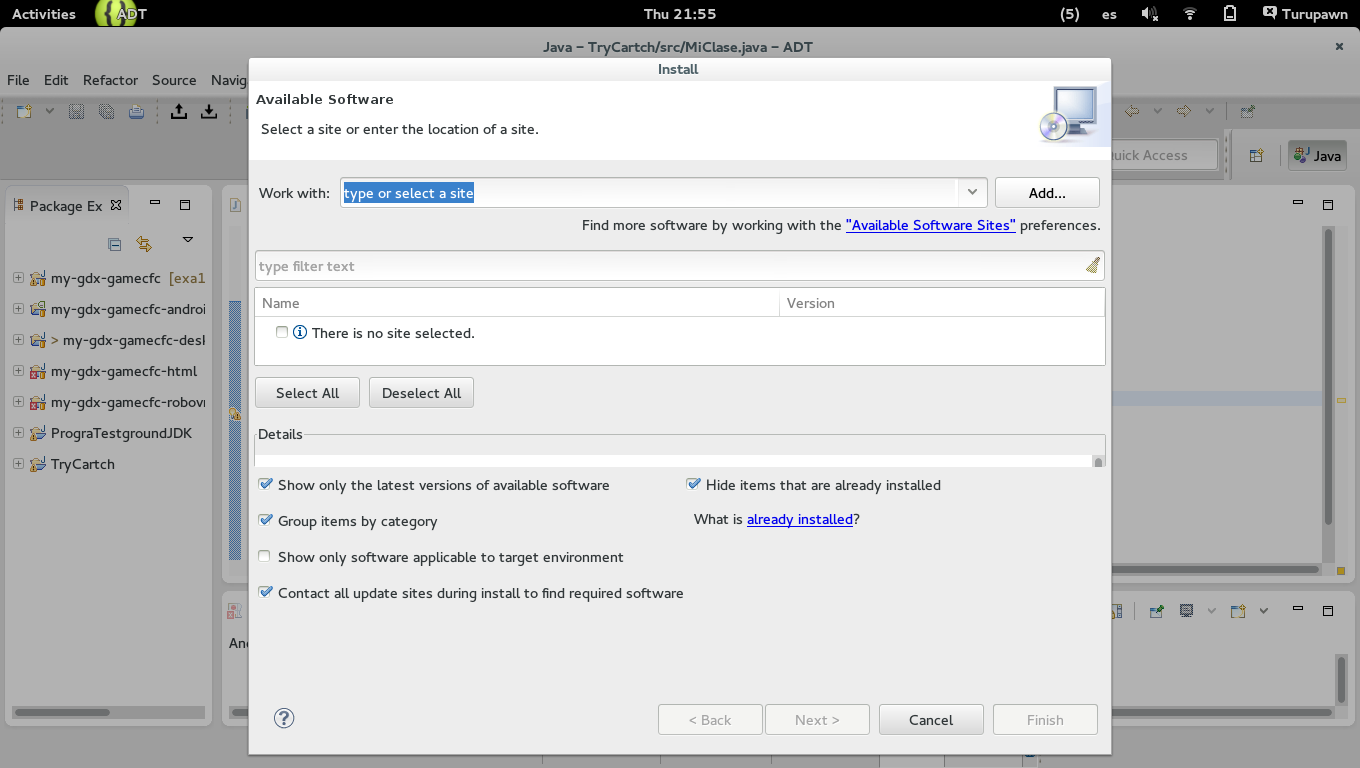 Activities ADT Thu 21:55 (5) es Turupawn
Java – TryCartch/src/MiClase.java – ADT
Install
File Edit Refactor Source Navig
Available Software
Select a site or enter the location of a site.
uick Access Java
Work with: type or select a site Add...
Package Ex
Find more software by working with the "Available Software Sites" preferences.
type filter text
my-gdx-gamecfc [exa1
Name Version
my-gdx-gamecfc-androi
There is no site selected.
> my-gdx-gamecfc-desk
my-gdx-gamecfc-html
Select All Deselect All
my-gdx-gamecfc-robovm
PrograTestgroundJDK
Details
TryCartch
Show only the latest versions of available software Hide items that are already installed
Group items by category What is already installed?
Show only software applicable to target environment
Contact all update sites during install to find required software
An
? < Back Next > Cancel Finish